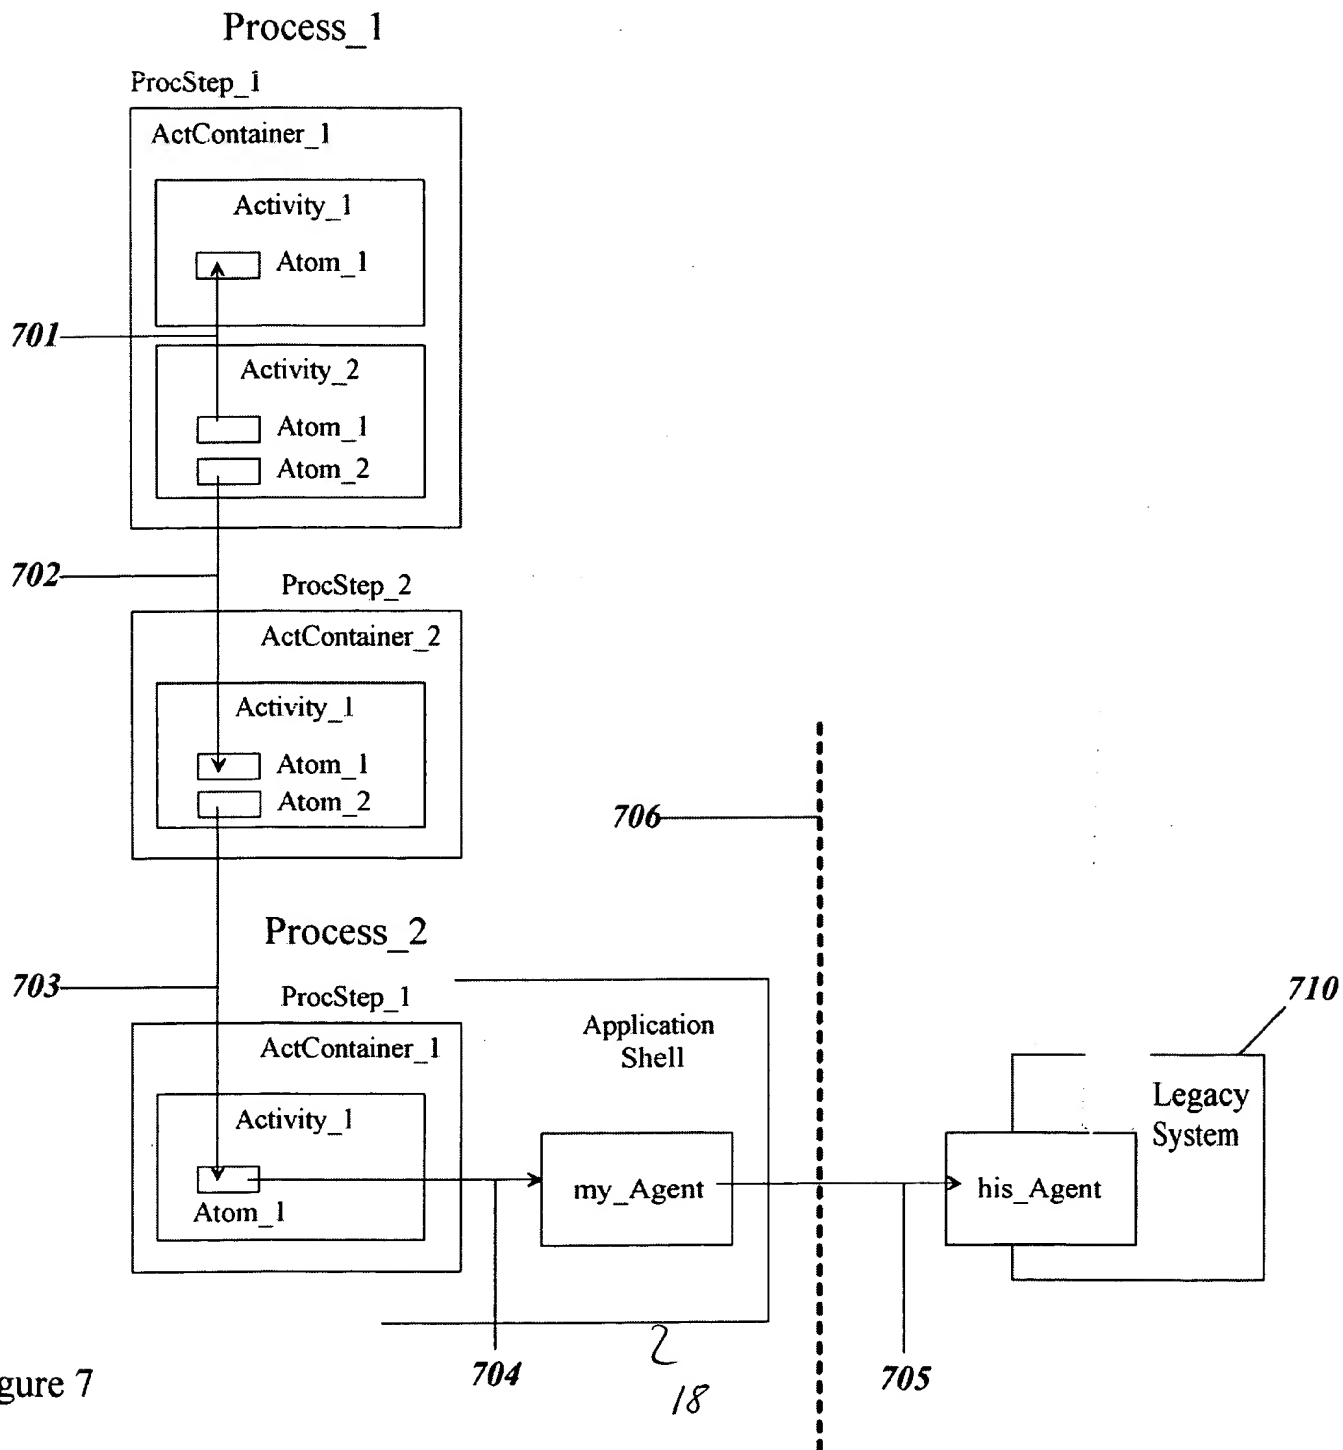 Process_1
ProcStep_1
ActContainer_1
Activity_1
Atom_1
701
Activity_2
Atom_1
Atom_2
702
ProcStep_2
ActContainer_2
Activity_1
Atom_1
Atom_2
706
Process_2
703
ProcStep_1
710
ActContainer_1
Application
Shell
Activity_1
Legacy
System
my_Agent
his_Agent
Atom_1
704
705
2
18
gure 7